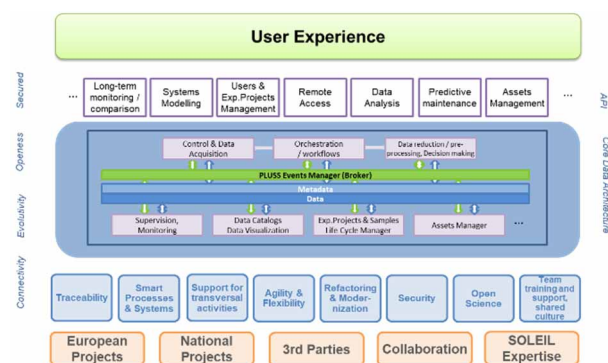 User Experience
Secured
...
Long-term
monitoring /
comparison
Systems
Modelling
Users &
Exp.Projects
Management
Remote
Access
Data
Analysis
Predictive
maintenance
Assets
Management
...
API
Openess
Control & Data
Acquisition
Orchestration
/ workflows
Data reduction / pre-
processing, Decision making
Core Data Architecture
PLUSS Events Manager (Broker)
Metadata
Data
Evolutivity
Supervision,
Monitoring
Data Catalogs
Data Visualization
Exp.Projects & Samples
Life Cycle Manager
Assets Manager
...
Connectivity
Traceability
Smart
Processes
& Systems
Support for
transversal
activities
Agility &
Flexibility
Refactoring
& Moder-
nization
Security
Open
Science
Team
training and
support,
shared
culture
European
Projects
National
Projects
3rd Parties
Collaboration
SOLEIL
Expertise